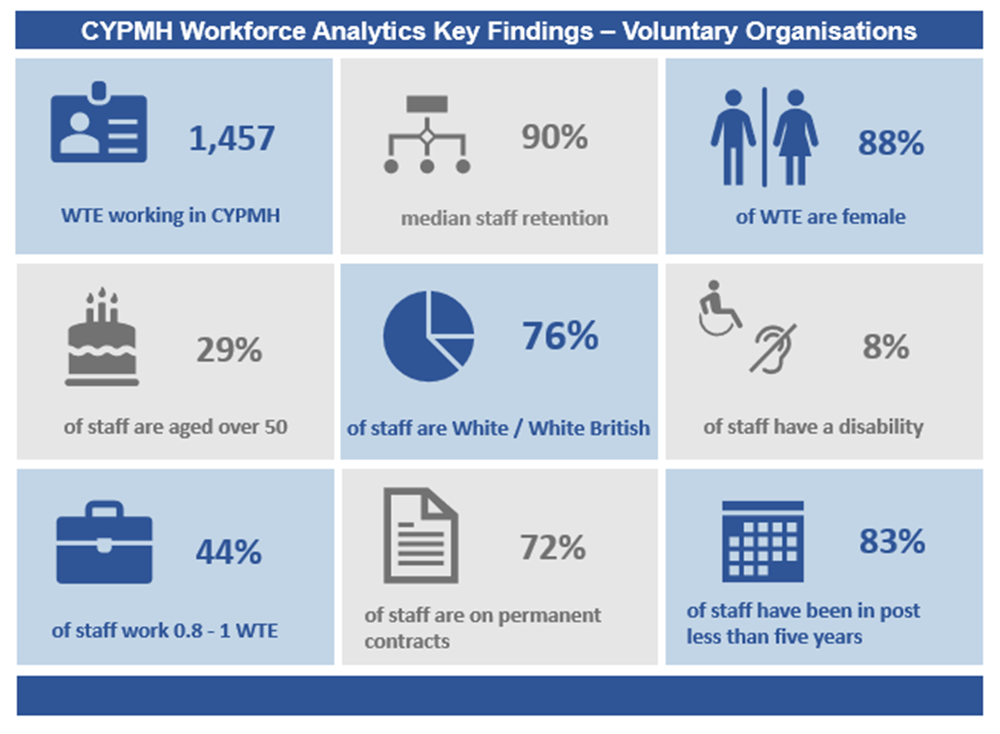 CYPMH Workforce Analytics Key Findings – Voluntary Organisations
1,457
WTE working in CYPMH
90%
median staff retention
88%
of WTE are female
29%
of staff are aged over 50
76%
of staff are White / White British
8%
of staff have a disability
44%
of staff work 0.8 - 1 WTE
72%
of staff are on permanent
contracts
83%
of staff have been in post
less than five years